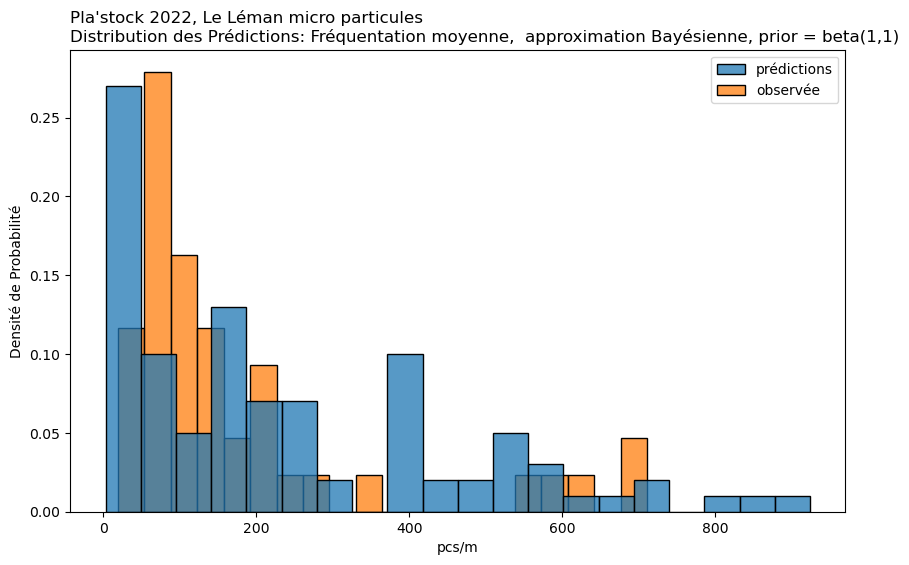 Pla'stock 2022, Le Léman micro particules
Distribution des Prédictions: Fréquentation moyenne,  approximation Bayésienne, prior = beta(1,1)
prédictions
observée
0.25
0.20
0.15
0.10
0.05
0.00
Densité de Probabilité
0 200 400 600 800
pcs/m